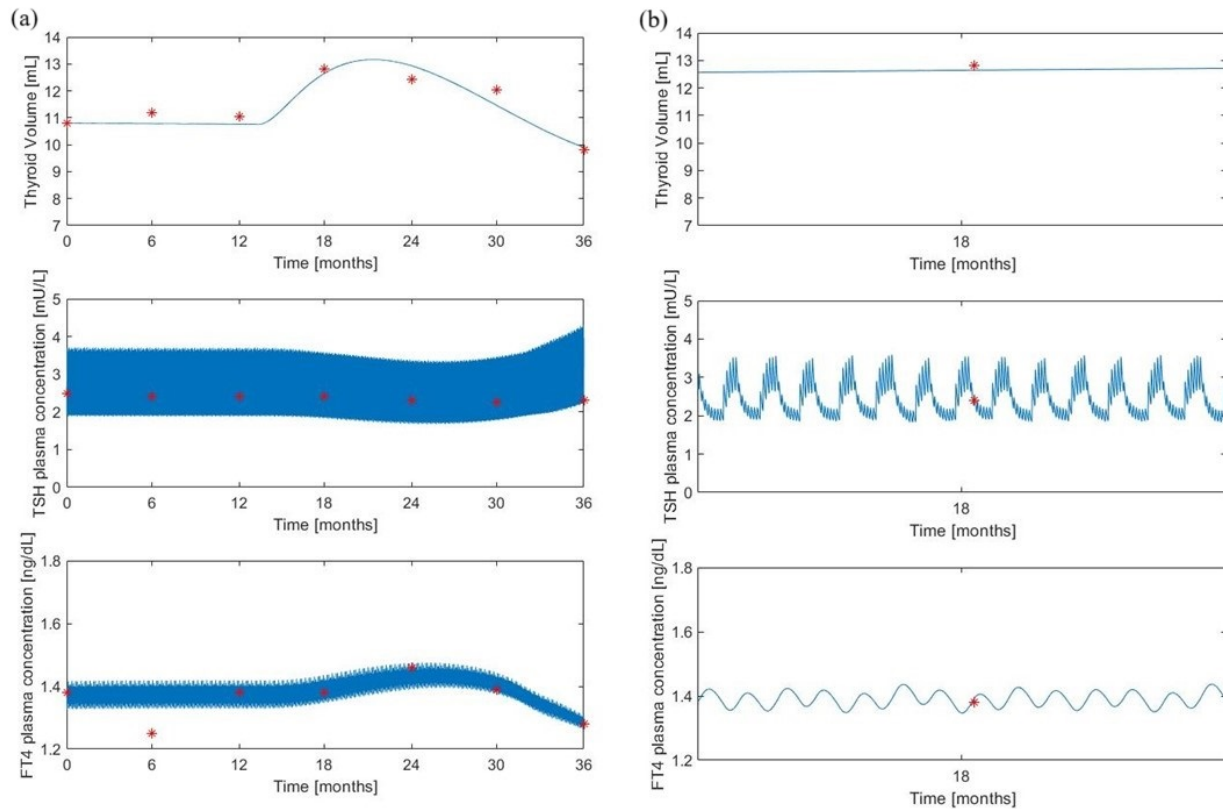 (a)
Thyroid Volume [mL]
14
13
12
11
10
9
8
7
0 6 12 18 24 30 36
Time [months]
TSH plasma concentration [mU/L]
5
4
3
2
1
0
0 6 12 18 24 30 36
Time [months]
FT4 plasma concentration [ng/dL]
1.8
1.6
1.4
1.2
0 6 12 18 24 30 36
Time [months]
(b)
Thyroid Volume [mL]
14
13
12
11
10
9
8
7
18
Time [months]
TSH plasma concentration [mU/L]
5
4
3
2
1
0
18
Time [months]
FT4 plasma concentration [ng/dL]
1.8
1.6
1.4
1.2
18
Time [months]